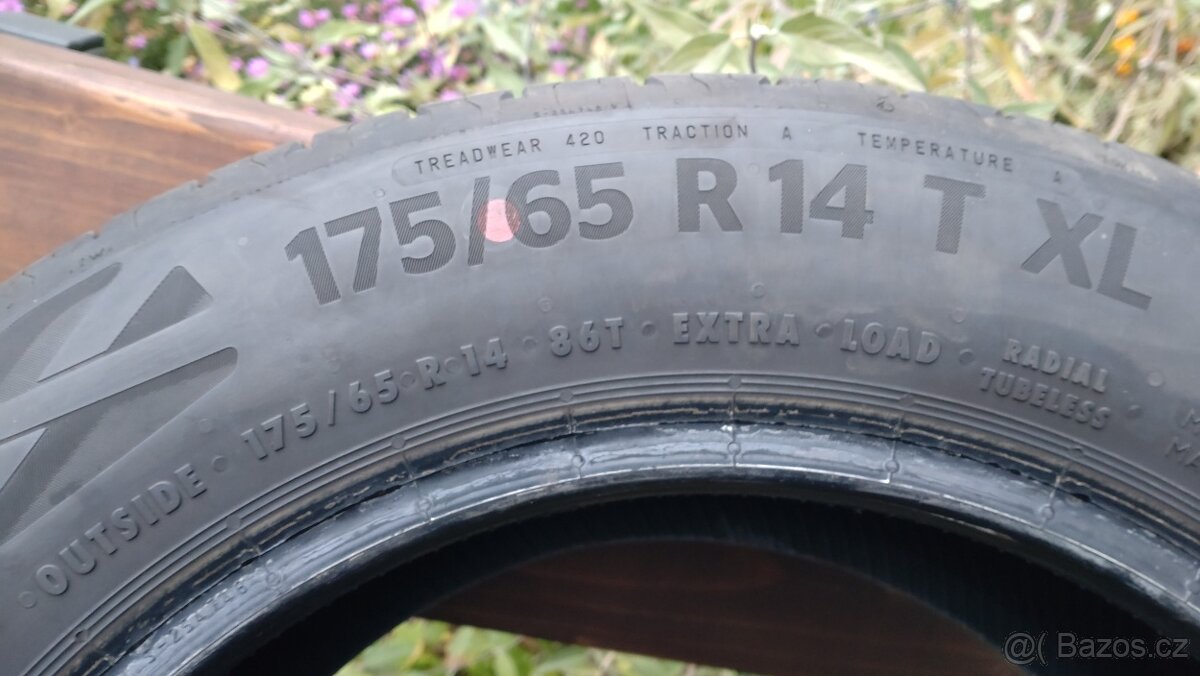 TREADWEAR 420 TRACTION A TEMPERATURE A
175/65 R 14 T XL
OUTSIDE • 175/65•R•14 • 86T • EXTRA • LOAD • RADIAL TUBELESS
@( Bazos.cz